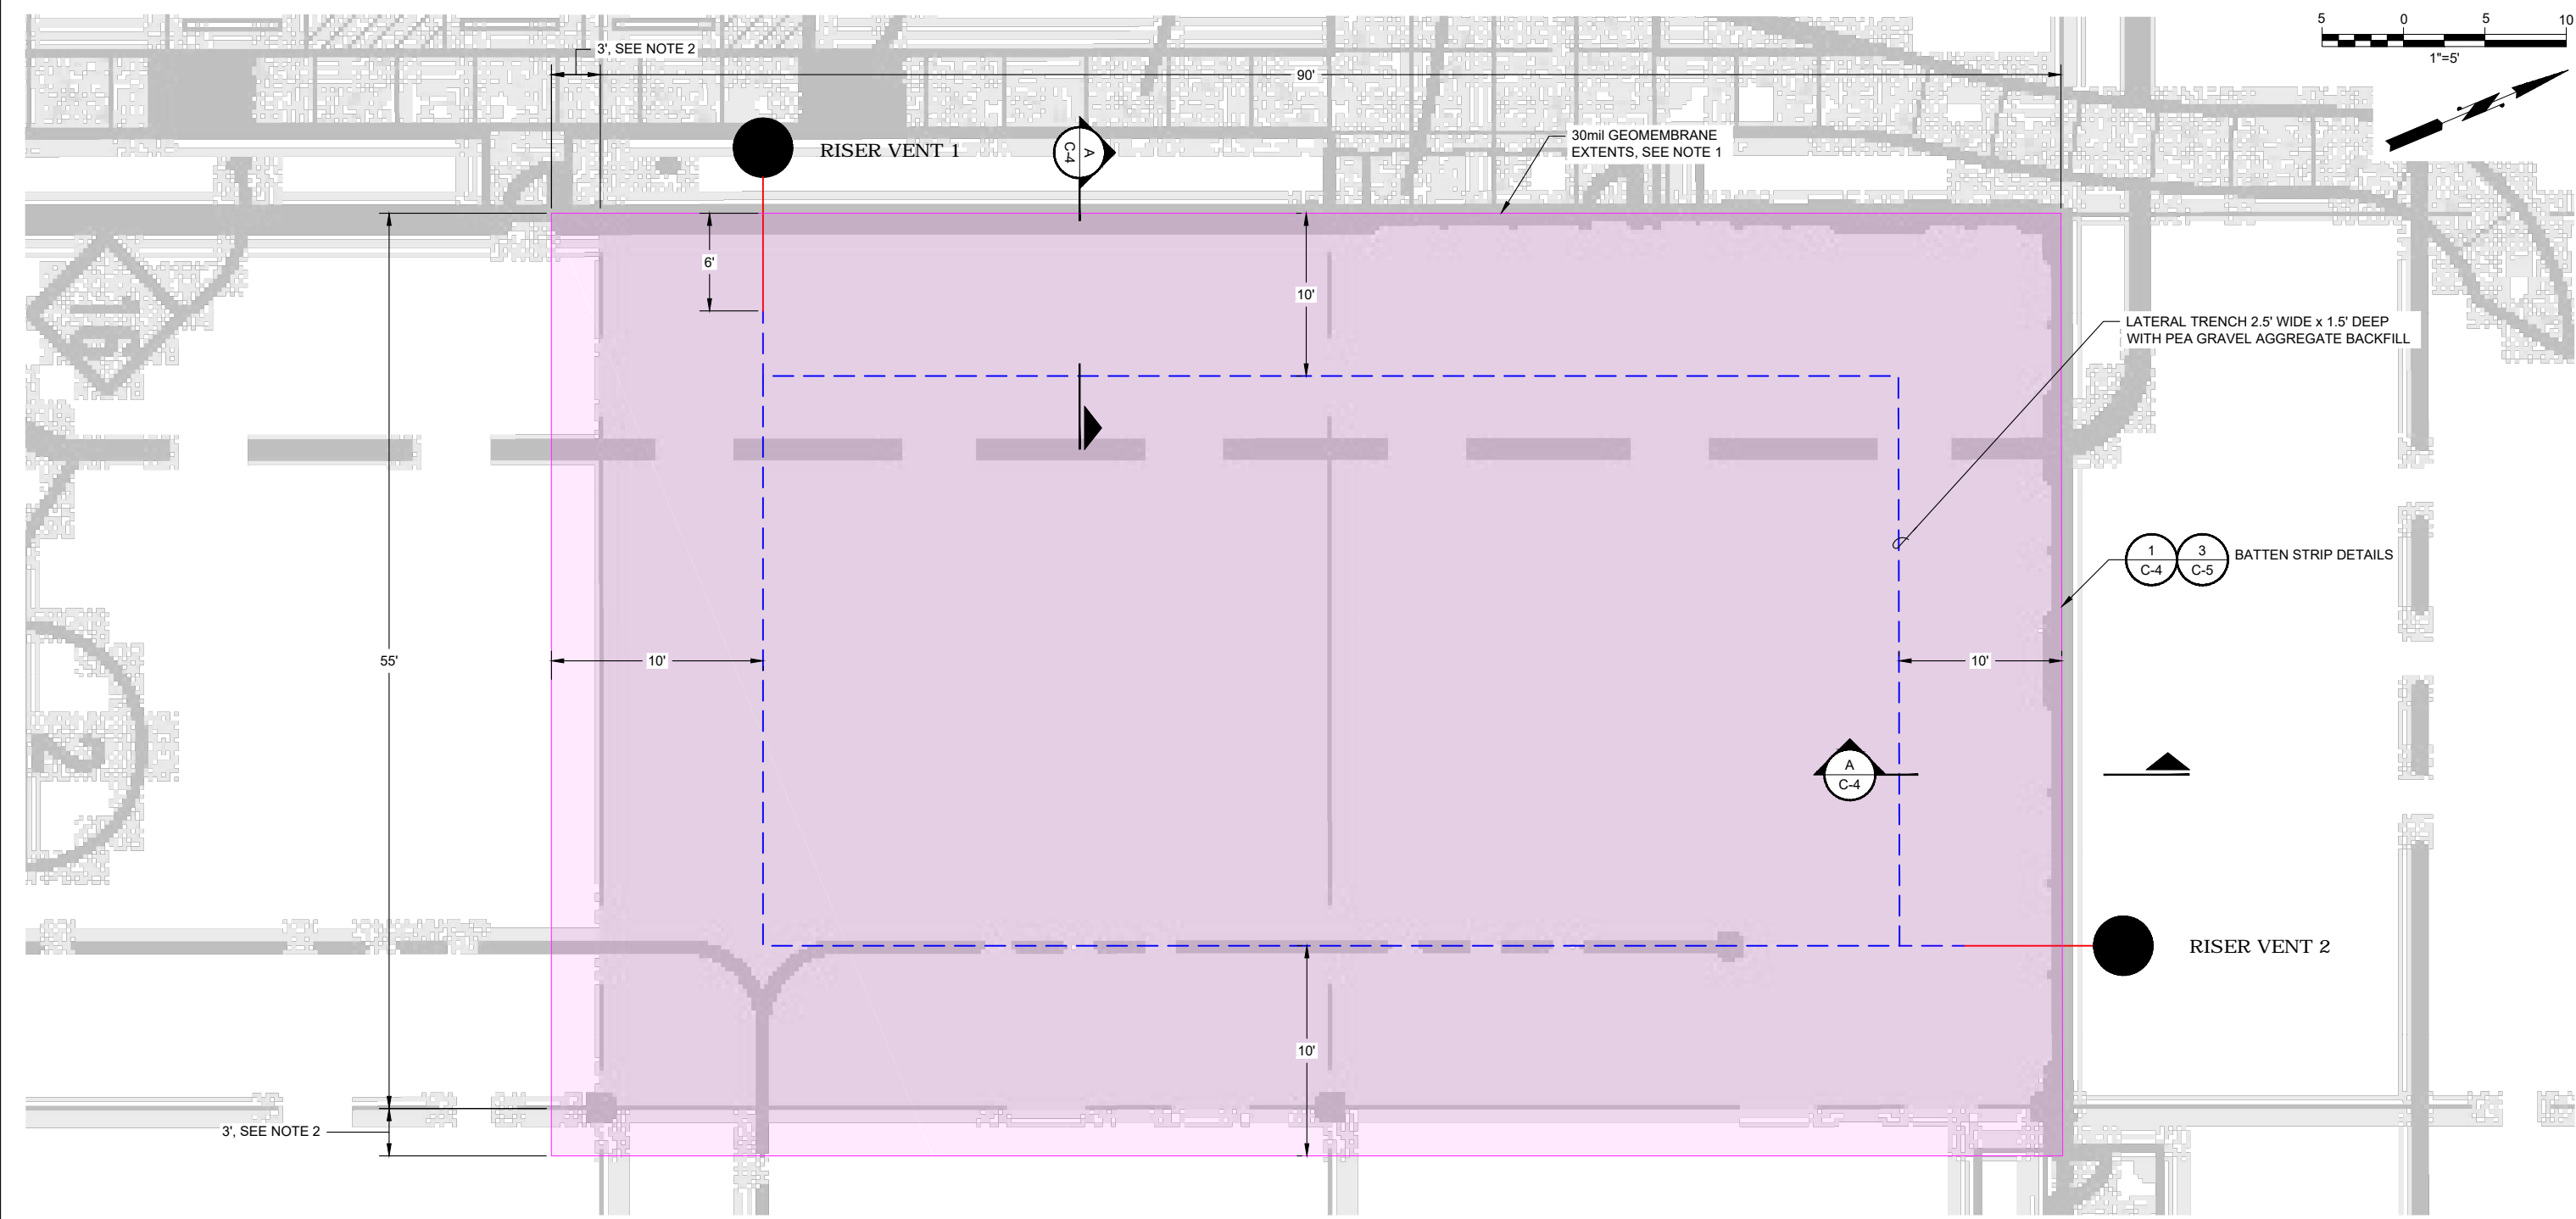 5 0 5 10
1"=5'
3', SEE NOTE 2
90'
30mil GEOMEMBRANE
EXTENTS, SEE NOTE 1
RISER VENT 1
A
C-4
6'
10'
LATERAL TRENCH 2.5' WIDE x 1.5' DEEP
WITH PEA GRAVEL AGGREGATE BACKFILL
1
C-4
3
C-5
BATTEN STRIP DETAILS
55'
10'
10'
2
A
C-4
RISER VENT 2
10'
3', SEE NOTE 2